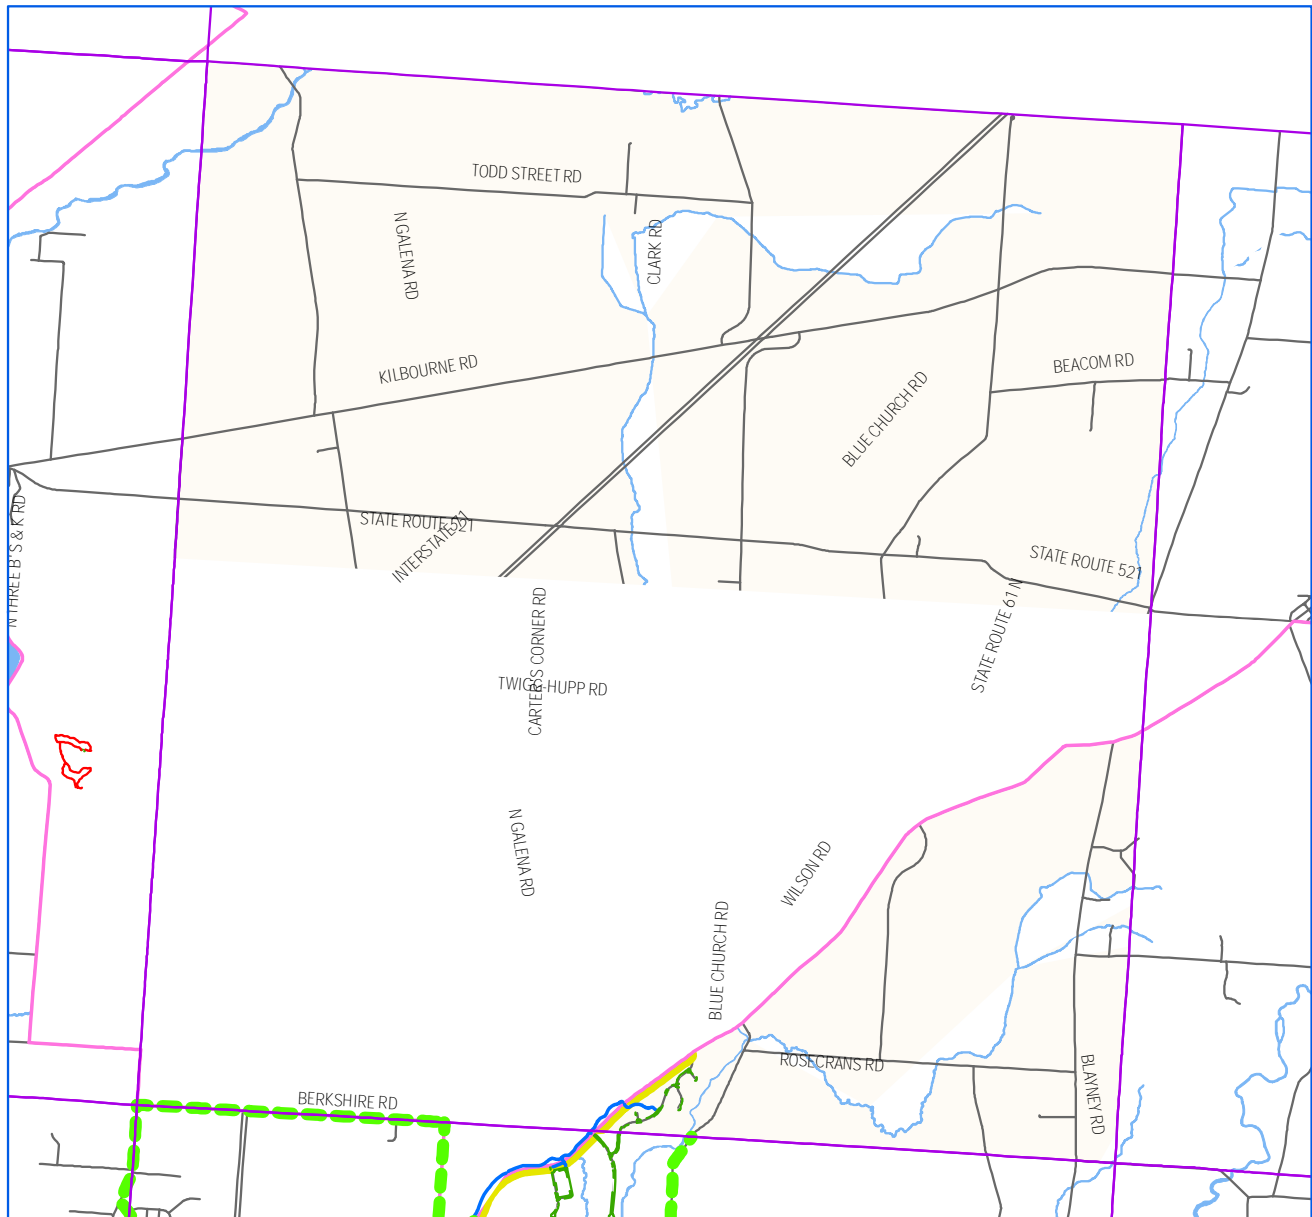 TODD STREET RD
N GALENA RD
CLARK RD
KILBOURNE RD
BEACOM RD
BLUE CHURCH RD
N THREE B'S & K RD
STATE ROUTE 521
INTERSTATE 71
STATE ROUTE 521
STATE ROUTE 61 N
CARTER'S CORNER RD
TWIGG-HUPP RD
N GALENA RD
WILSON RD
BLUE CHURCH RD
ROSECRANS RD
BLAYNEY RD
BERKSHIRE RD